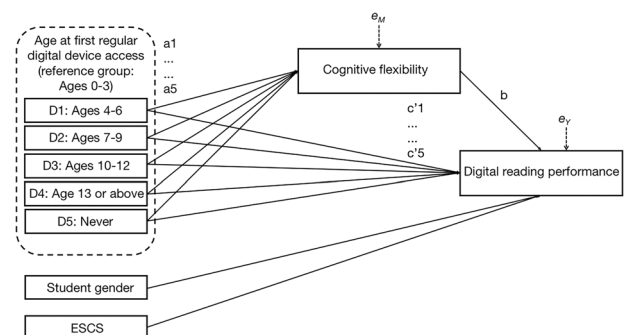 Age at first regular
digital device access
(reference group:
Ages 0-3)
D1: Ages 4-6
D2: Ages 7-9
D3: Ages 10-12
D4: Age 13 or above
D5: Never
Student gender
ESCS
a1
...
...
a5
eM
Cognitive flexibility
b
c'1
...
...
c'5
eY
Digital reading performance